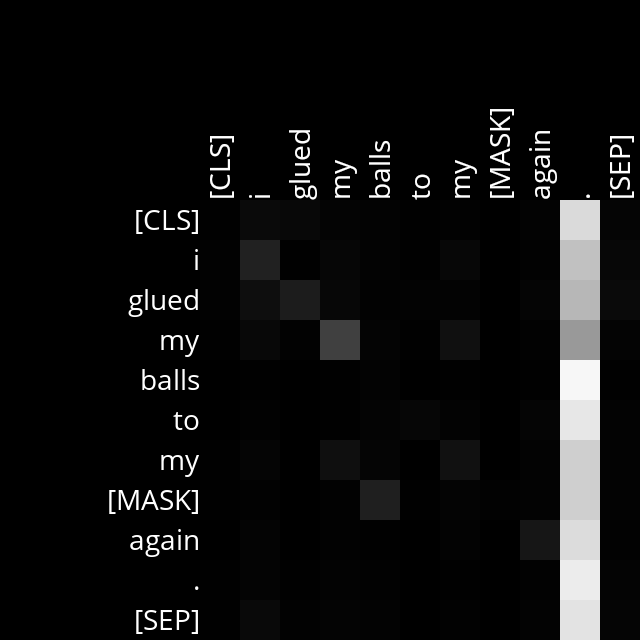 [CLS] i glued my balls to my [MASK] again . [SEP]
[CLS]
i
glued
my
balls
to
my
[MASK]
again
.
[SEP]